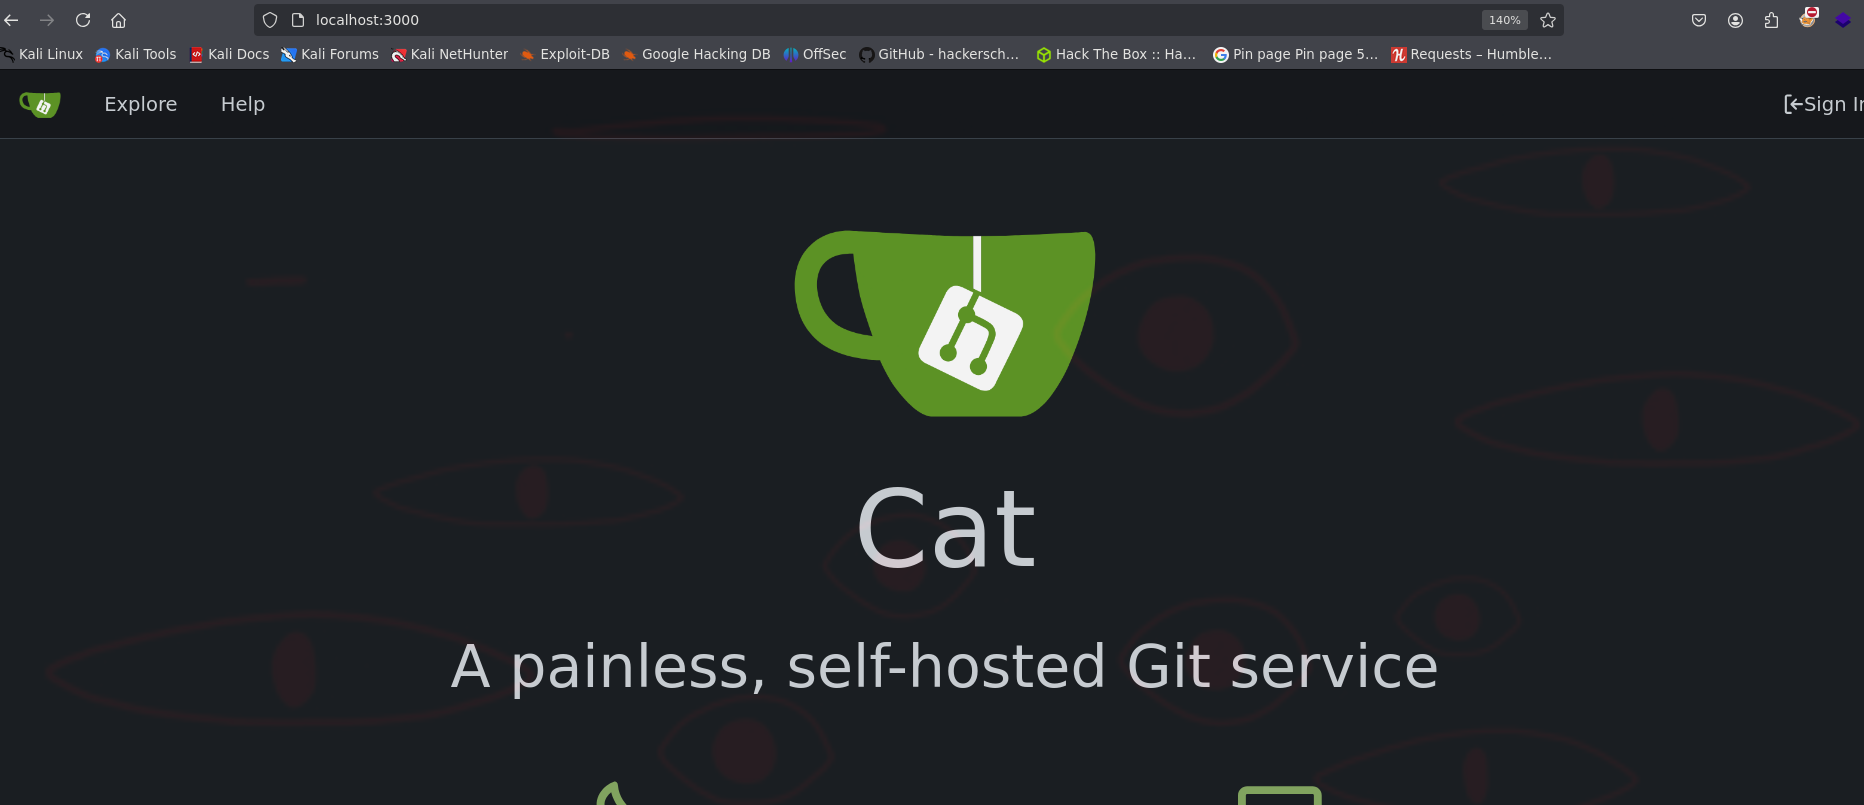 localhost:3000 140%
Kali Linux Kali Tools Kali Docs Kali Forums Kali NetHunter Exploit-DB Google Hacking DB OffSec GitHub - hackersch... Hack The Box :: Ha... Pin page Pin page 5... Requests – Humble...
Explore Help Sign In
Cat
A painless, self-hosted Git service